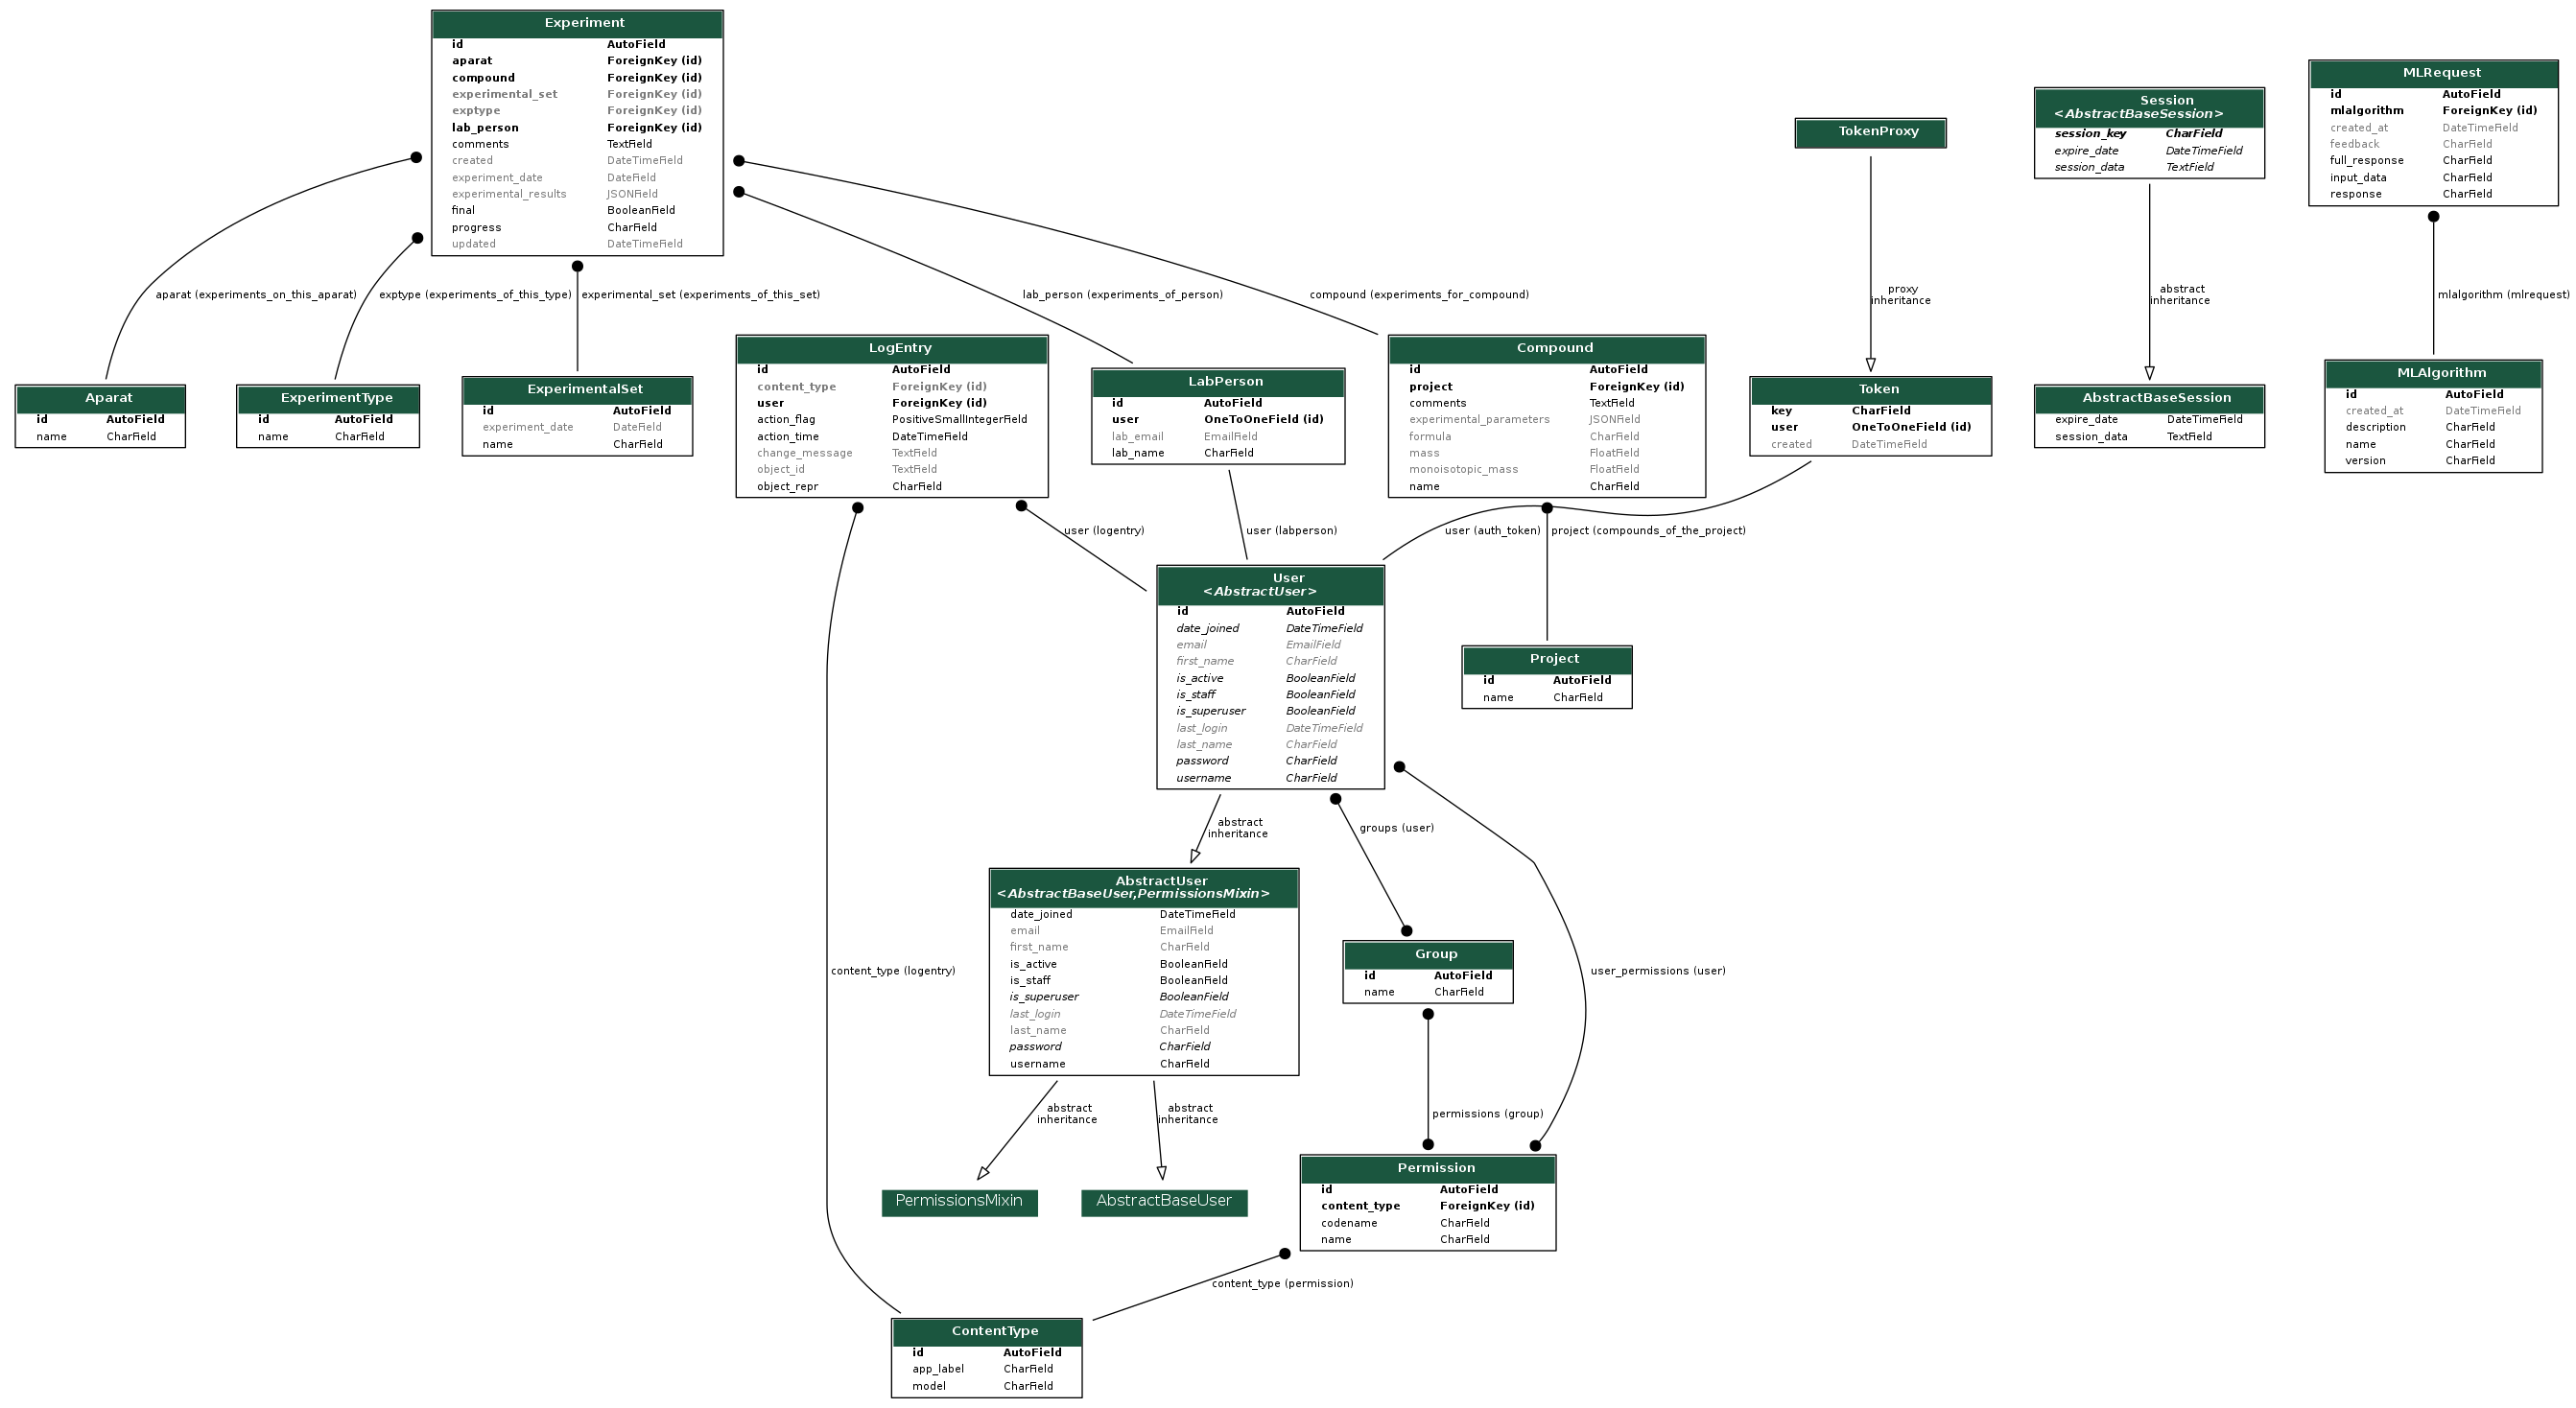 Experiment
id AutoField
aparat ForeignKey (id)
compound ForeignKey (id)
experimental_set ForeignKey (id)
exptype ForeignKey (id)
lab_person ForeignKey (id)
comments TextField
created DateTimeField
experiment_date DateField
experimental_results JSONField
final BooleanField
progress CharField
updated DateTimeField
MLRequest
id AutoField
mlalgorithm ForeignKey (id)
created_at DateTimeField
feedback CharField
full_response CharField
input_data CharField
response CharField
Session
<AbstractBaseSession>
session_key CharField
expire_date DateTimeField
session_data TextField
TokenProxy
aparat (experiments_on_this_aparat)
exptype (experiments_of_this_type)
experimental_set (experiments_of_this_set)
lab_person (experiments_of_person)
compound (experiments_for_compound)
proxy
inheritance
abstract
inheritance
mlalgorithm (mlrequest)
Aparat
id AutoField
name CharField
ExperimentType
id AutoField
name CharField
ExperimentalSet
id AutoField
experiment_date DateField
name CharField
LogEntry
id AutoField
content_type ForeignKey (id)
user ForeignKey (id)
action_flag PositiveSmallIntegerField
action_time DateTimeField
change_message TextField
object_id TextField
object_repr CharField
LabPerson
id AutoField
user OneToOneField (id)
lab_email EmailField
lab_name CharField
Compound
id AutoField
project ForeignKey (id)
comments TextField
experimental_parameters JSONField
formula CharField
mass FloatField
monoisotopic_mass FloatField
name CharField
Token
key CharField
user OneToOneField (id)
created DateTimeField
AbstractBaseSession
expire_date DateTimeField
session_data TextField
MLAlgorithm
id AutoField
created_at DateTimeField
description CharField
name CharField
version CharField
user (logentry)
user (labperson)
user (auth_token)
project (compounds_of_the_project)
User
<AbstractUser>
id AutoField
date_joined DateTimeField
email EmailField
first_name CharField
is_active BooleanField
is_staff BooleanField
is_superuser BooleanField
last_login DateTimeField
last_name CharField
password CharField
username CharField
Project
id AutoField
name CharField
abstract
inheritance
groups (user)
AbstractUser
<AbstractBaseUser,PermissionsMixin>
date_joined DateTimeField
email EmailField
first_name CharField
is_active BooleanField
is_staff BooleanField
is_superuser BooleanField
last_login DateTimeField
last_name CharField
password CharField
username CharField
Group
id AutoField
name CharField
content_type (logentry)
user_permissions (user)
abstract
inheritance
abstract
inheritance
permissions (group)
PermissionsMixin
AbstractBaseUser
Permission
id AutoField
content_type ForeignKey (id)
codename CharField
name CharField
content_type (permission)
ContentType
id AutoField
app_label CharField
model CharField